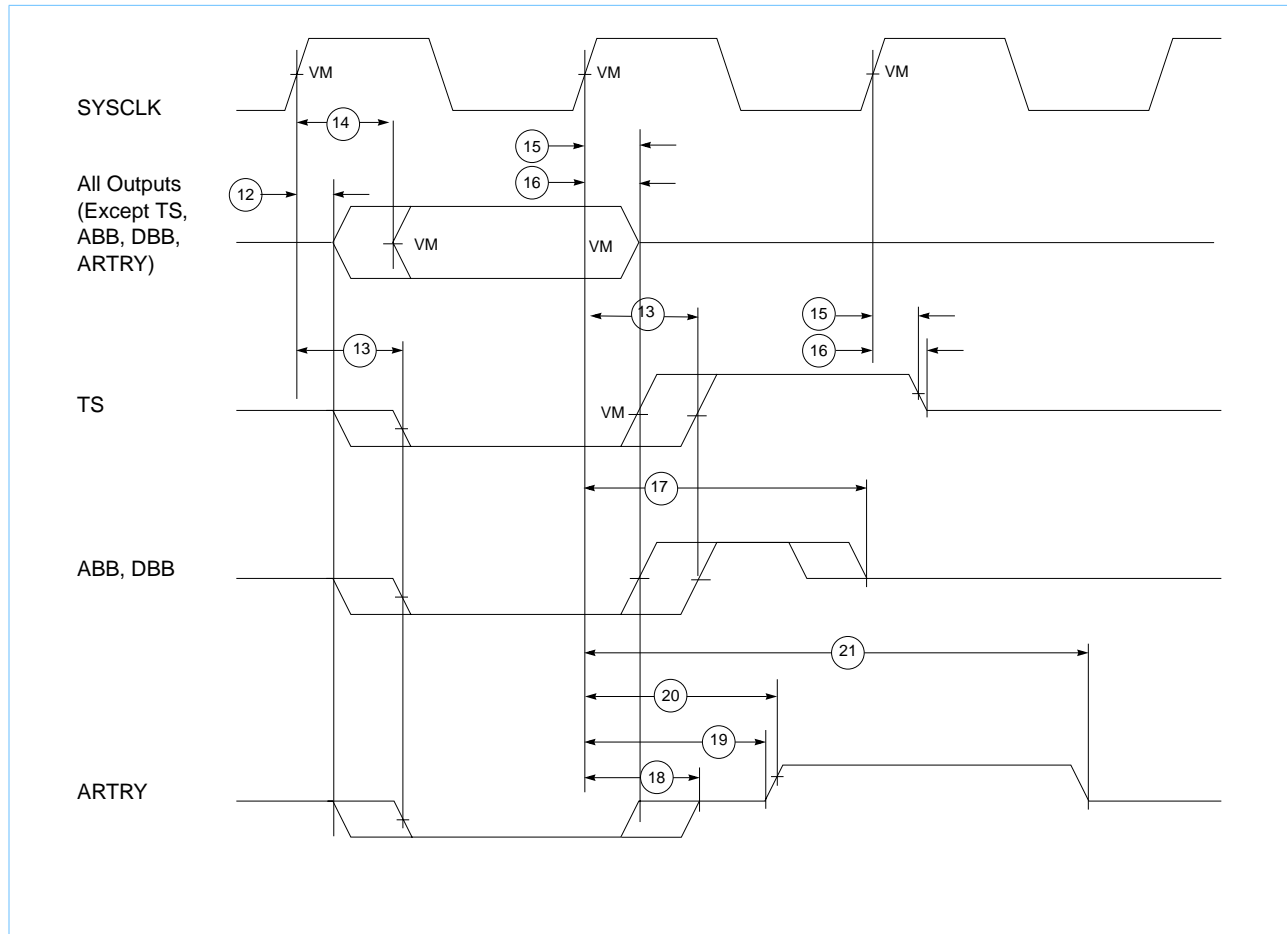 VM
VM
VM
SYSCLK
14
15
16
12
All Outputs
(Except TS,
ABB, DBB,
ARTRY)
VM
VM
13
15
16
13
TS
VM
17
ABB, DBB
21
20
19
18
ARTRY